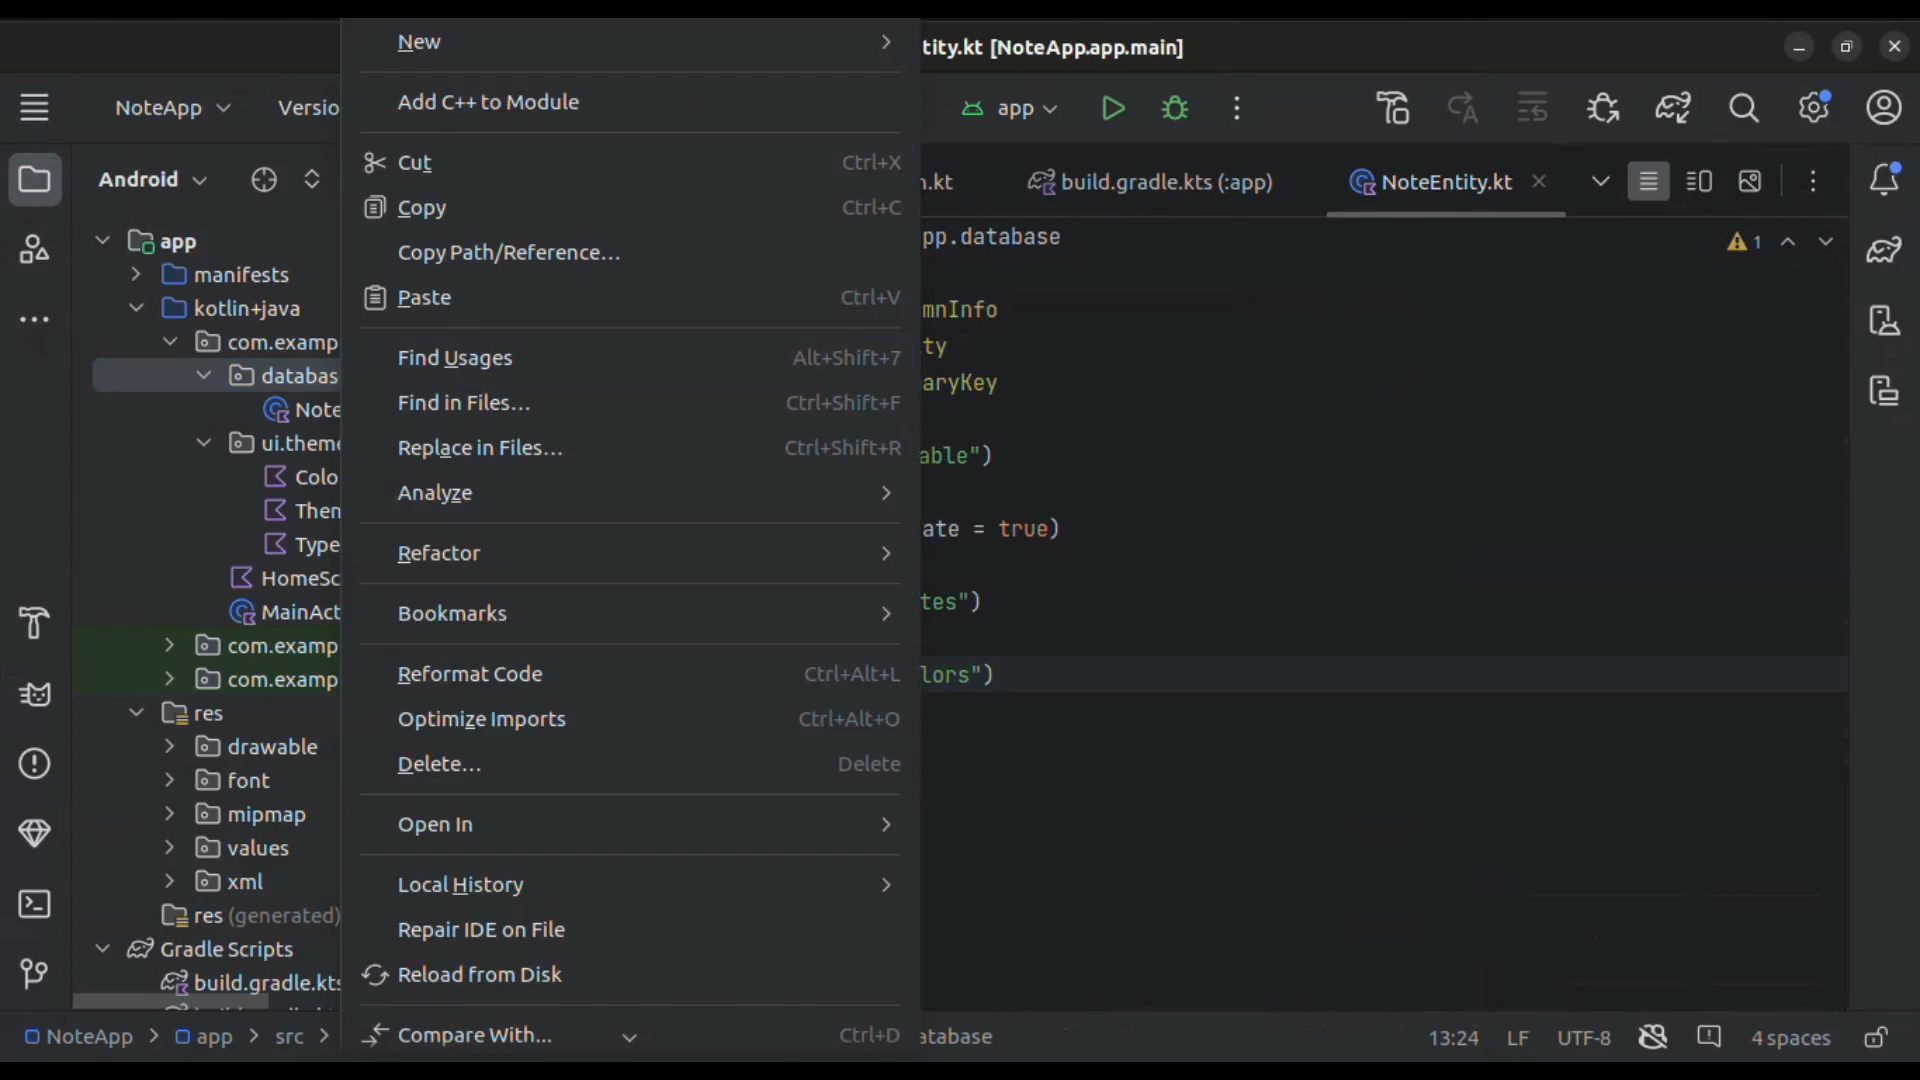 tity.kt [NoteApp.app.main]
NoteApp
Versio
app
Android
n.kt
build.gradle.kts (:app)
NoteEntity.kt
app
manifests
kotlin+java
com.examp
databas
Note
ui.theme
Colo
Then
Type
HomeSc
MainAct
com.examp
com.examp
res
drawable
font
mipmap
values
xml
res (generated)
Gradle Scripts
build.gradle.kts
New
Add C++ to Module
Cut Ctrl+X
Copy Ctrl+C
Copy Path/Reference...
Paste Ctrl+V
Find Usages Alt+Shift+7
Find in Files... Ctrl+Shift+F
Replace in Files... Ctrl+Shift+R
Analyze
Refactor
Bookmarks
Reformat Code Ctrl+Alt+L
Optimize Imports Ctrl+Alt+O
Delete... Delete
Open In
Local History
Repair IDE on File
Reload from Disk
Compare With... Ctrl+D
pp.database
1
mnInfo
ty
aryKey
able")
ate = true)
tes")
lors")
NoteApp
app
src
atabase
13:24
LF
UTF-8
4 spaces